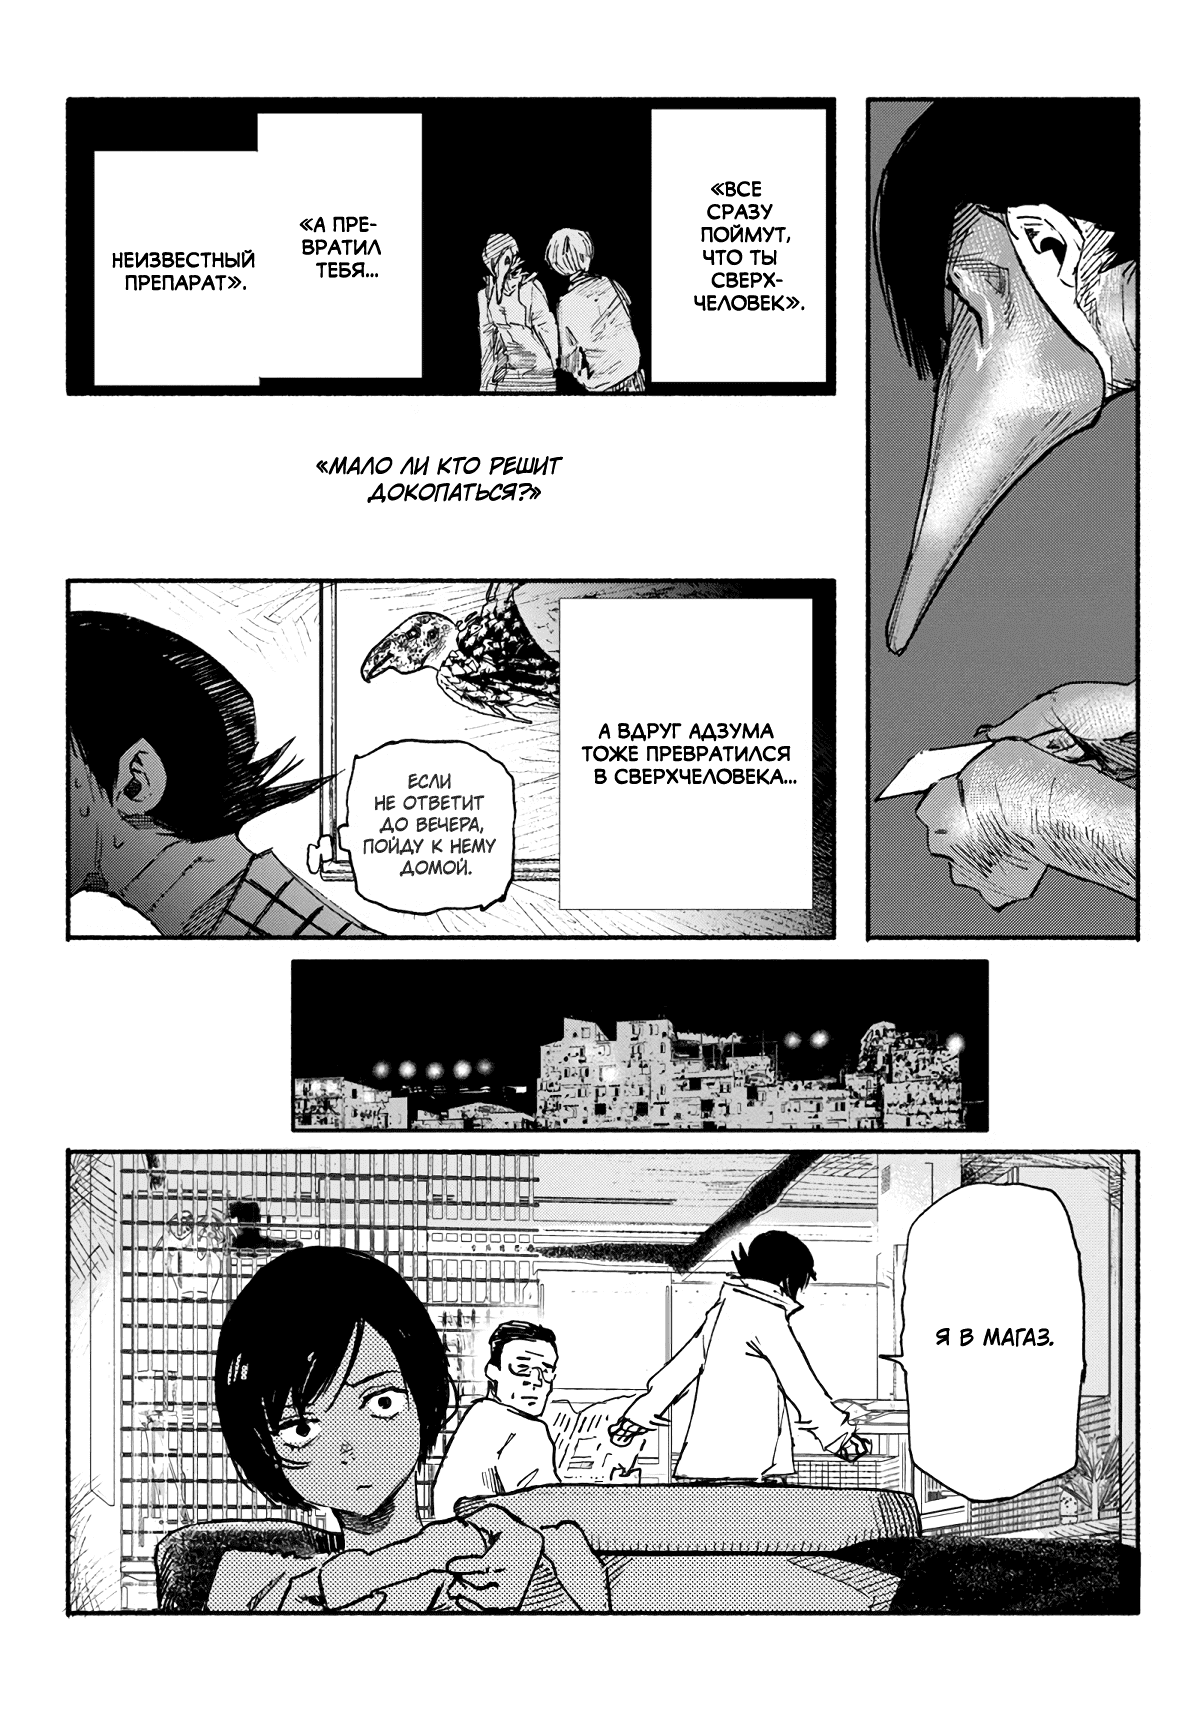 «ВСЕ
СРАЗУ
ПОЙМУТ,
ЧТО ТЫ
СВЕРХ-
ЧЕЛОВЕК».
«А ПРЕ-
ВРАТИЛ
ТЕБЯ...
НЕИЗВЕСТНЫЙ
ПРЕПАРАТ».
«МАЛО ЛИ КТО РЕШИТ
ДОКОПАТЬСЯ?»
А ВДРУГ АДЗУМА
ТОЖЕ ПРЕВРАТИЛСЯ
В СВЕРХЧЕЛОВЕКА...
ЕСЛИ
НЕ ОТВЕТИТ
ДО ВЕЧЕРА,
ПОЙДУ К НЕМУ
ДОМОЙ.
Я В МАГАЗ.